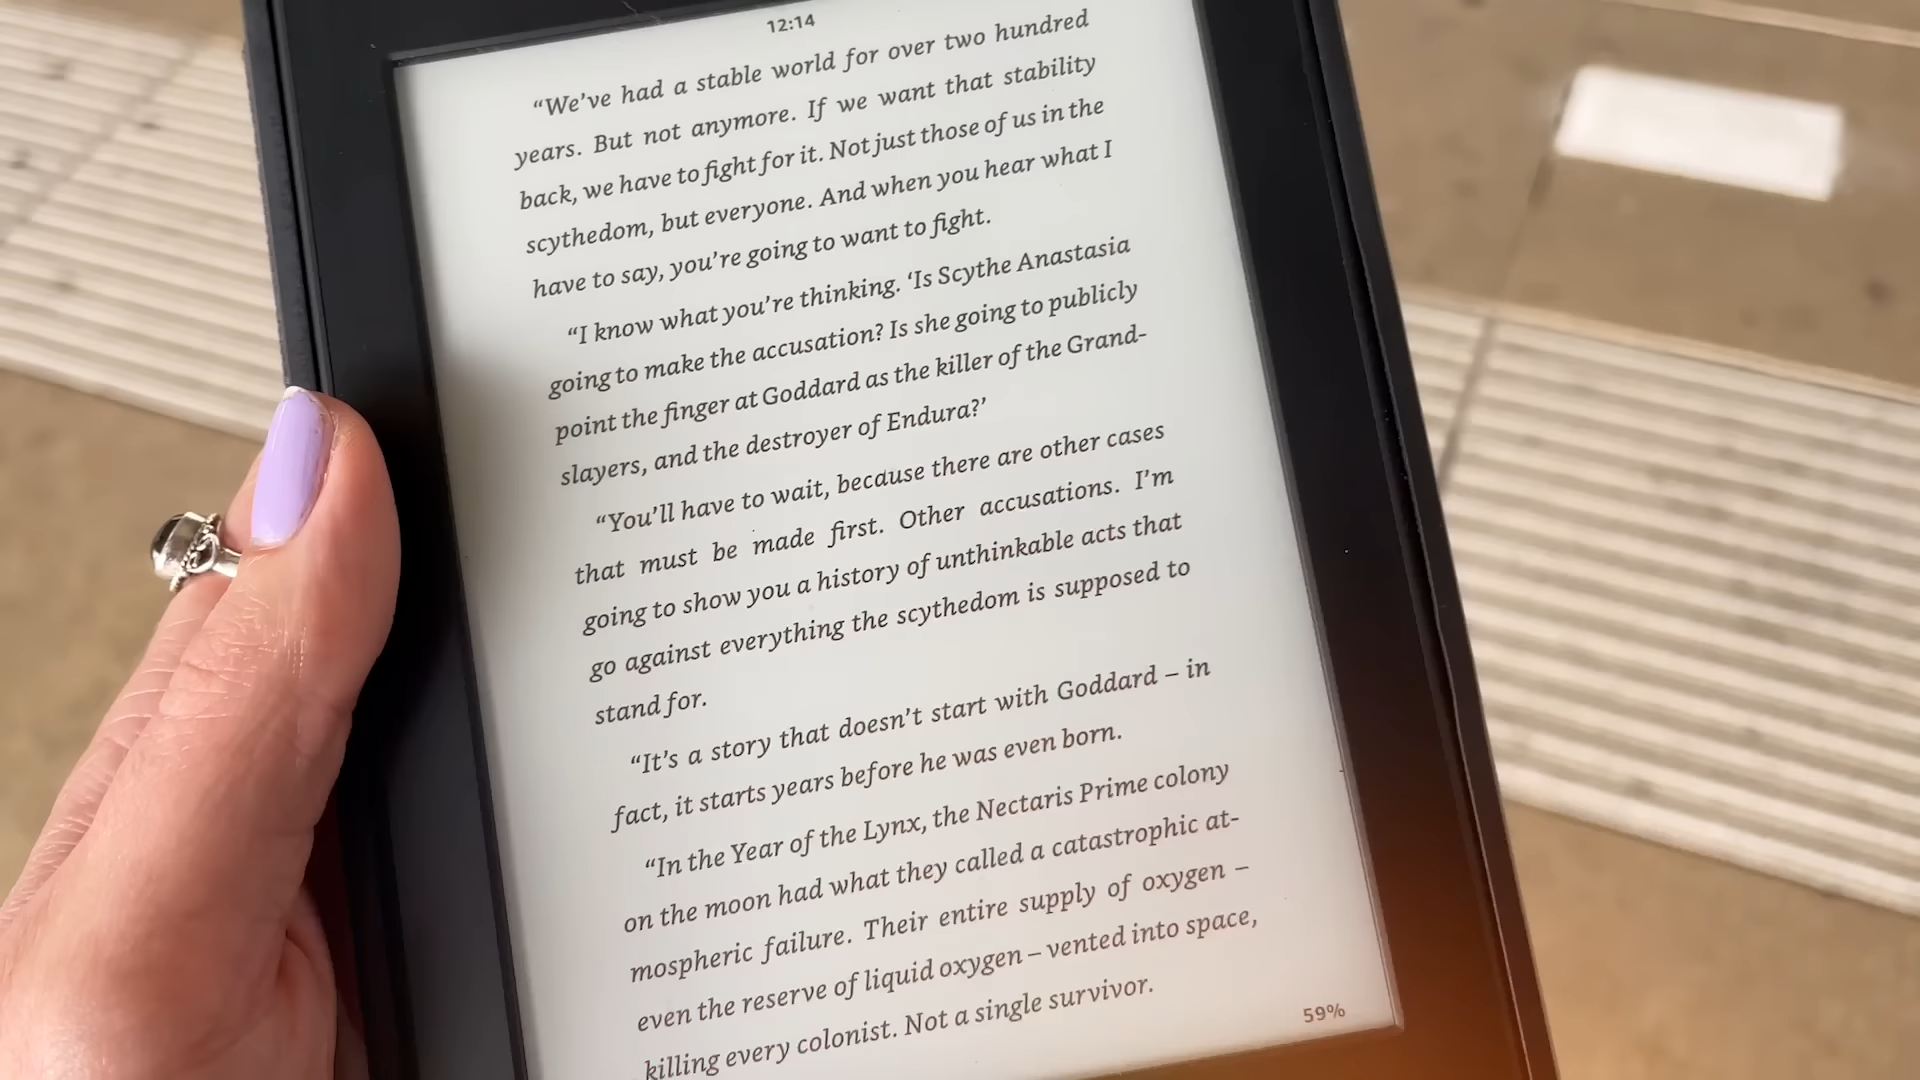 12:14
“We’ve had a stable world for over two hundred
years. But not anymore. If we want that stability
back, we have to fight for it. Not just those of us in the
scythedom, but everyone. And when you hear what I
have to say, you’re going to want to fight.
“I know what you’re thinking. ‘Is Scythe Anastasia
going to make the accusation? Is she going to publicly
point the finger at Goddard as the killer of the Grand-
slayers, and the destroyer of Endura?’
“You’ll have to wait, because there are other cases
that must be made first. Other accusations. I’m
going to show you a history of unthinkable acts that
go against everything the scythedom is supposed to
stand for.
“It’s a story that doesn’t start with Goddard – in
fact, it starts years before he was even born.
“In the Year of the Lynx, the Nectaris Prime colony
on the moon had what they called a catastrophic at-
mospheric failure. Their entire supply of oxygen –
even the reserve of liquid oxygen – vented into space,
killing every colonist. Not a single survivor.
59%